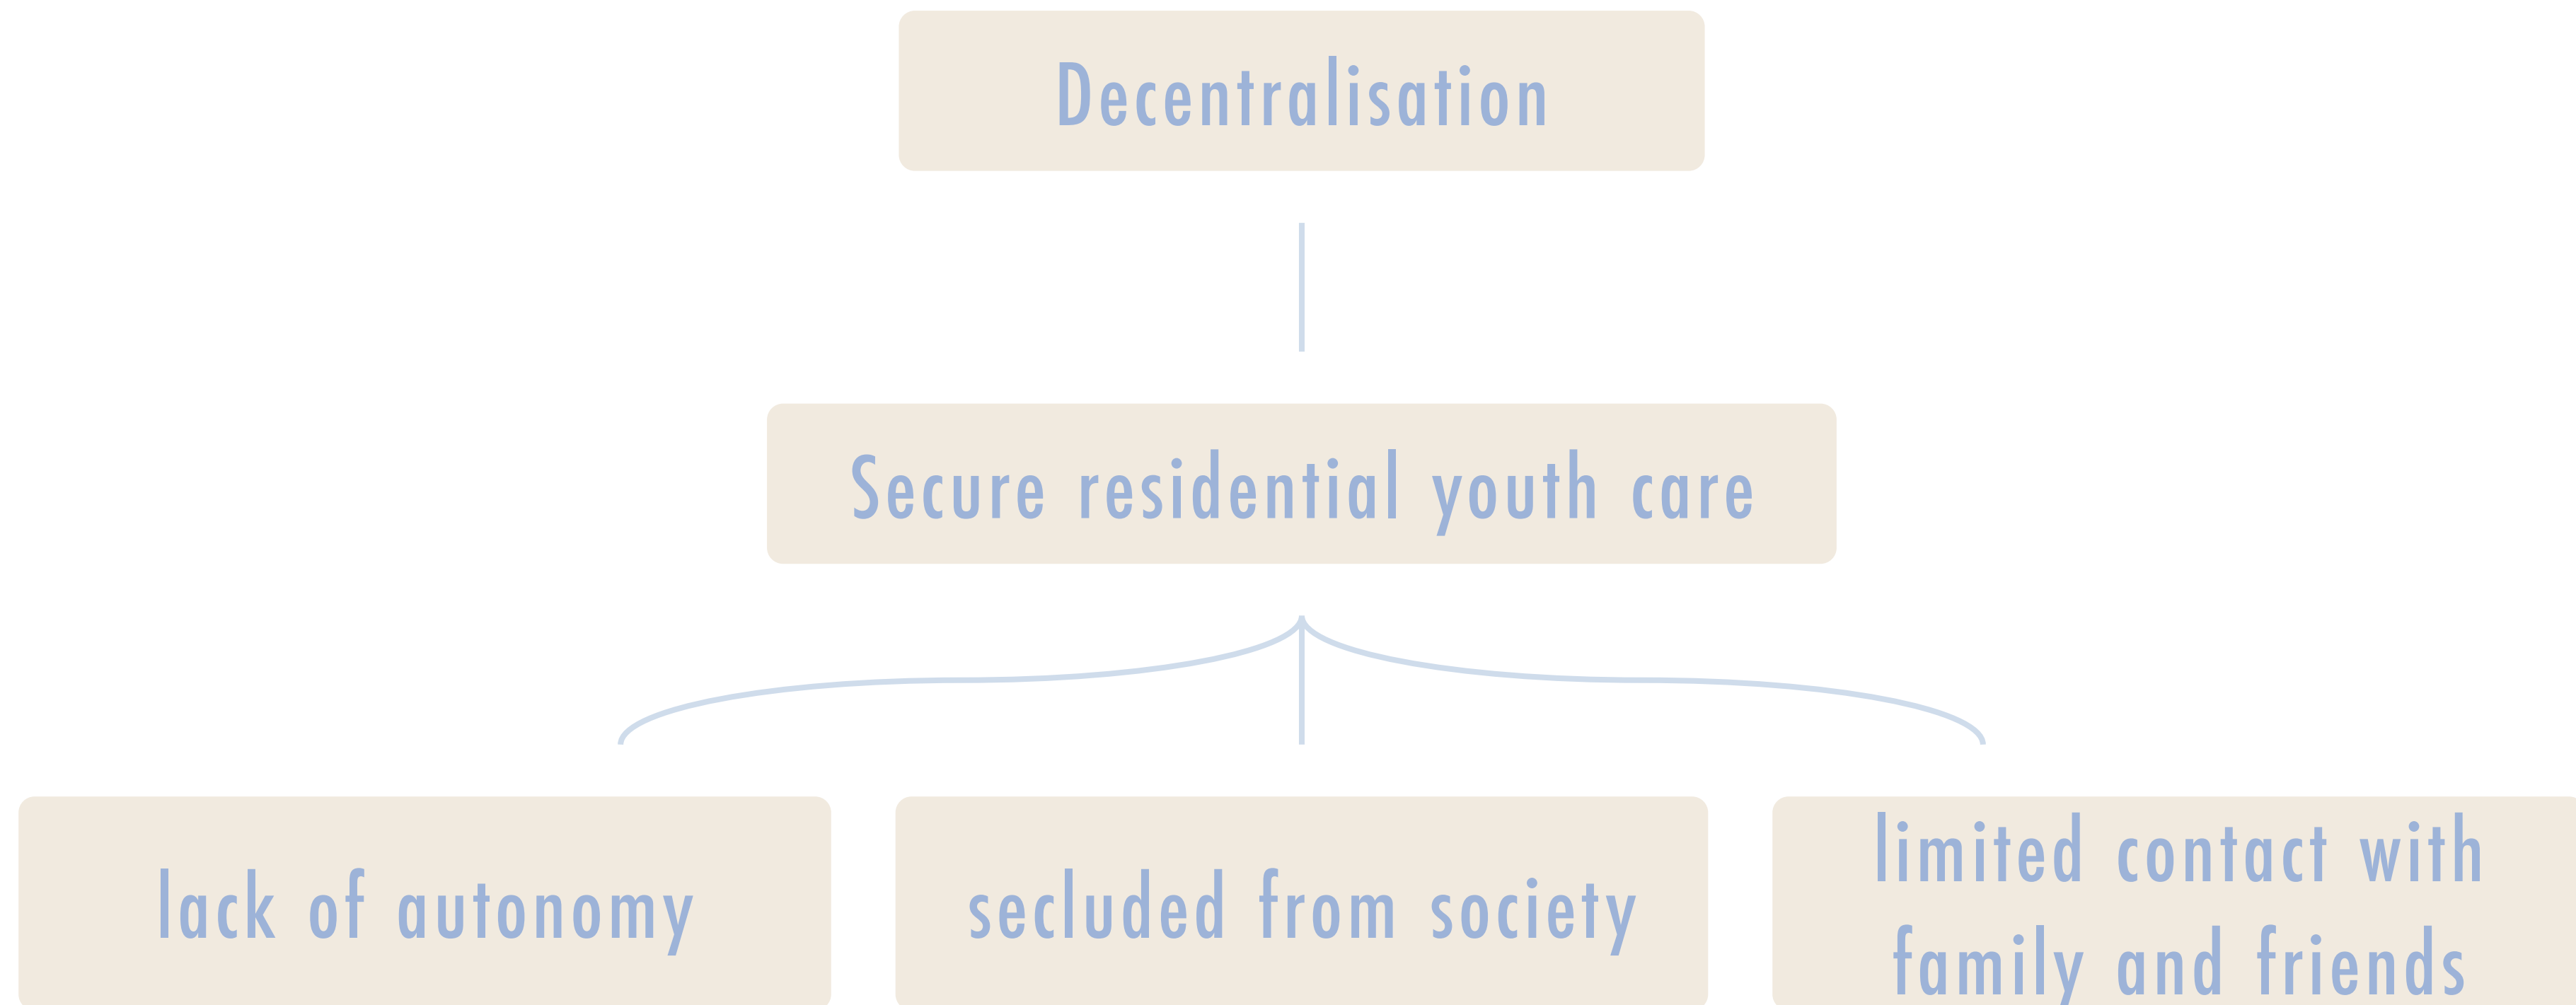 Decentralisation
Secure residential youth care
lack of autonomy
secluded from society
limited contact with
family and friends